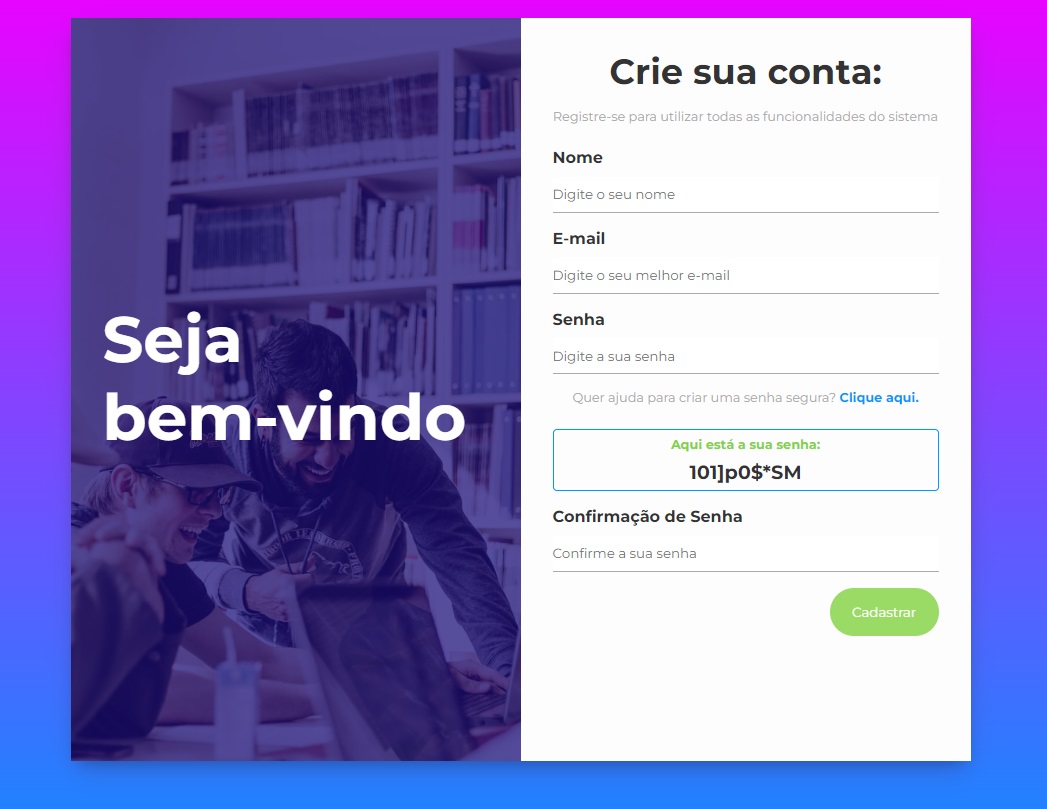 Seja
bem-vindo
Crie sua conta:
Registre-se para utilizar todas as funcionalidades do sistema
Nome
Digite o seu nome
E-mail
Digite o seu melhor e-mail
Senha
Digite a sua senha
Quer ajuda para criar uma senha segura? Clique aqui.
Aqui está a sua senha:
101]p0$*SM
Confirmação de Senha
Confirme a sua senha
Cadastrar